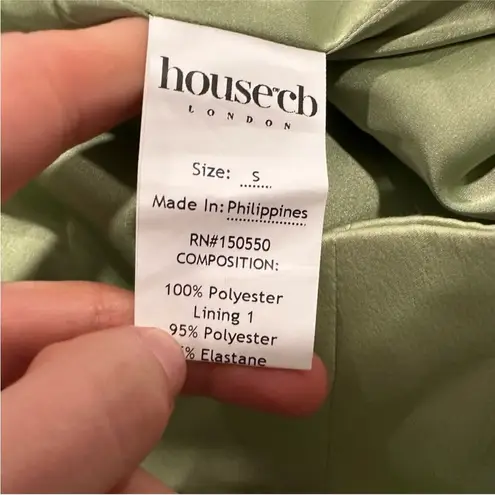 house of cb
LONDON
Size: S
Made In: Philippines
RN#150550
COMPOSITION:
100% Polyester
Lining 1
95% Polyester
% Elastane